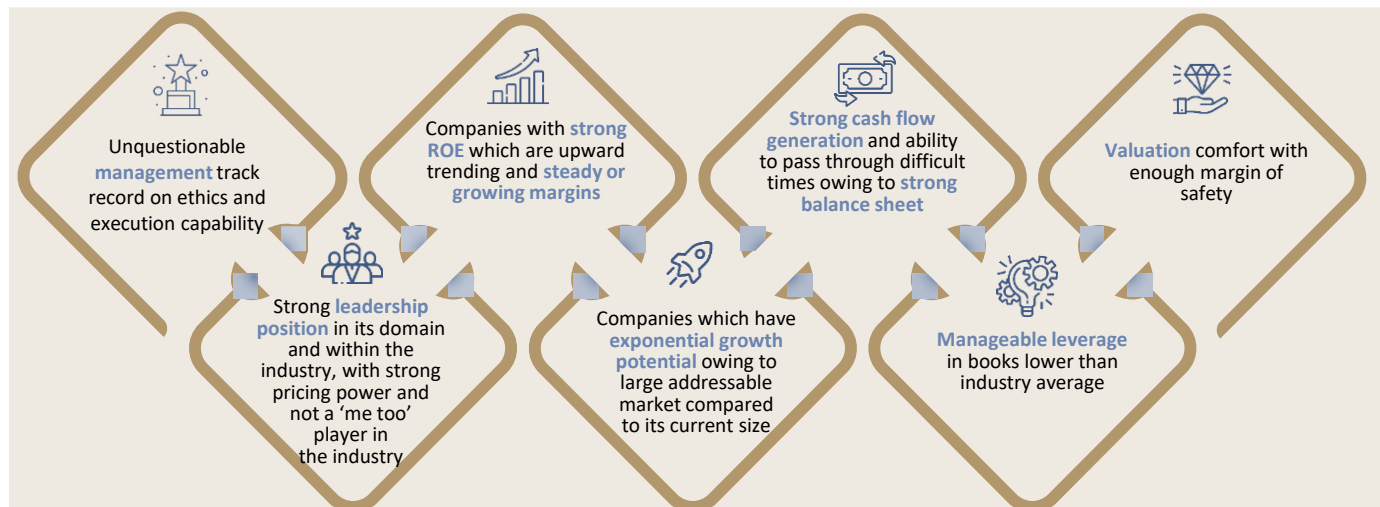 Unquestionable
management track
record on ethics and
execution capability
Strong leadership
position in its domain
and within the
industry, with strong
pricing power and
not a ‘me too’
player in
the industry
Companies with strong
ROE which are upward
trending and steady or
growing margins
Companies which have
exponential growth
potential owing to
large addressable
market compared
to its current size
Strong cash flow
generation and ability
to pass through difficult
times owing to strong
balance sheet
Manageable leverage
in books lower than
industry average
Valuation comfort with
enough margin of
safety